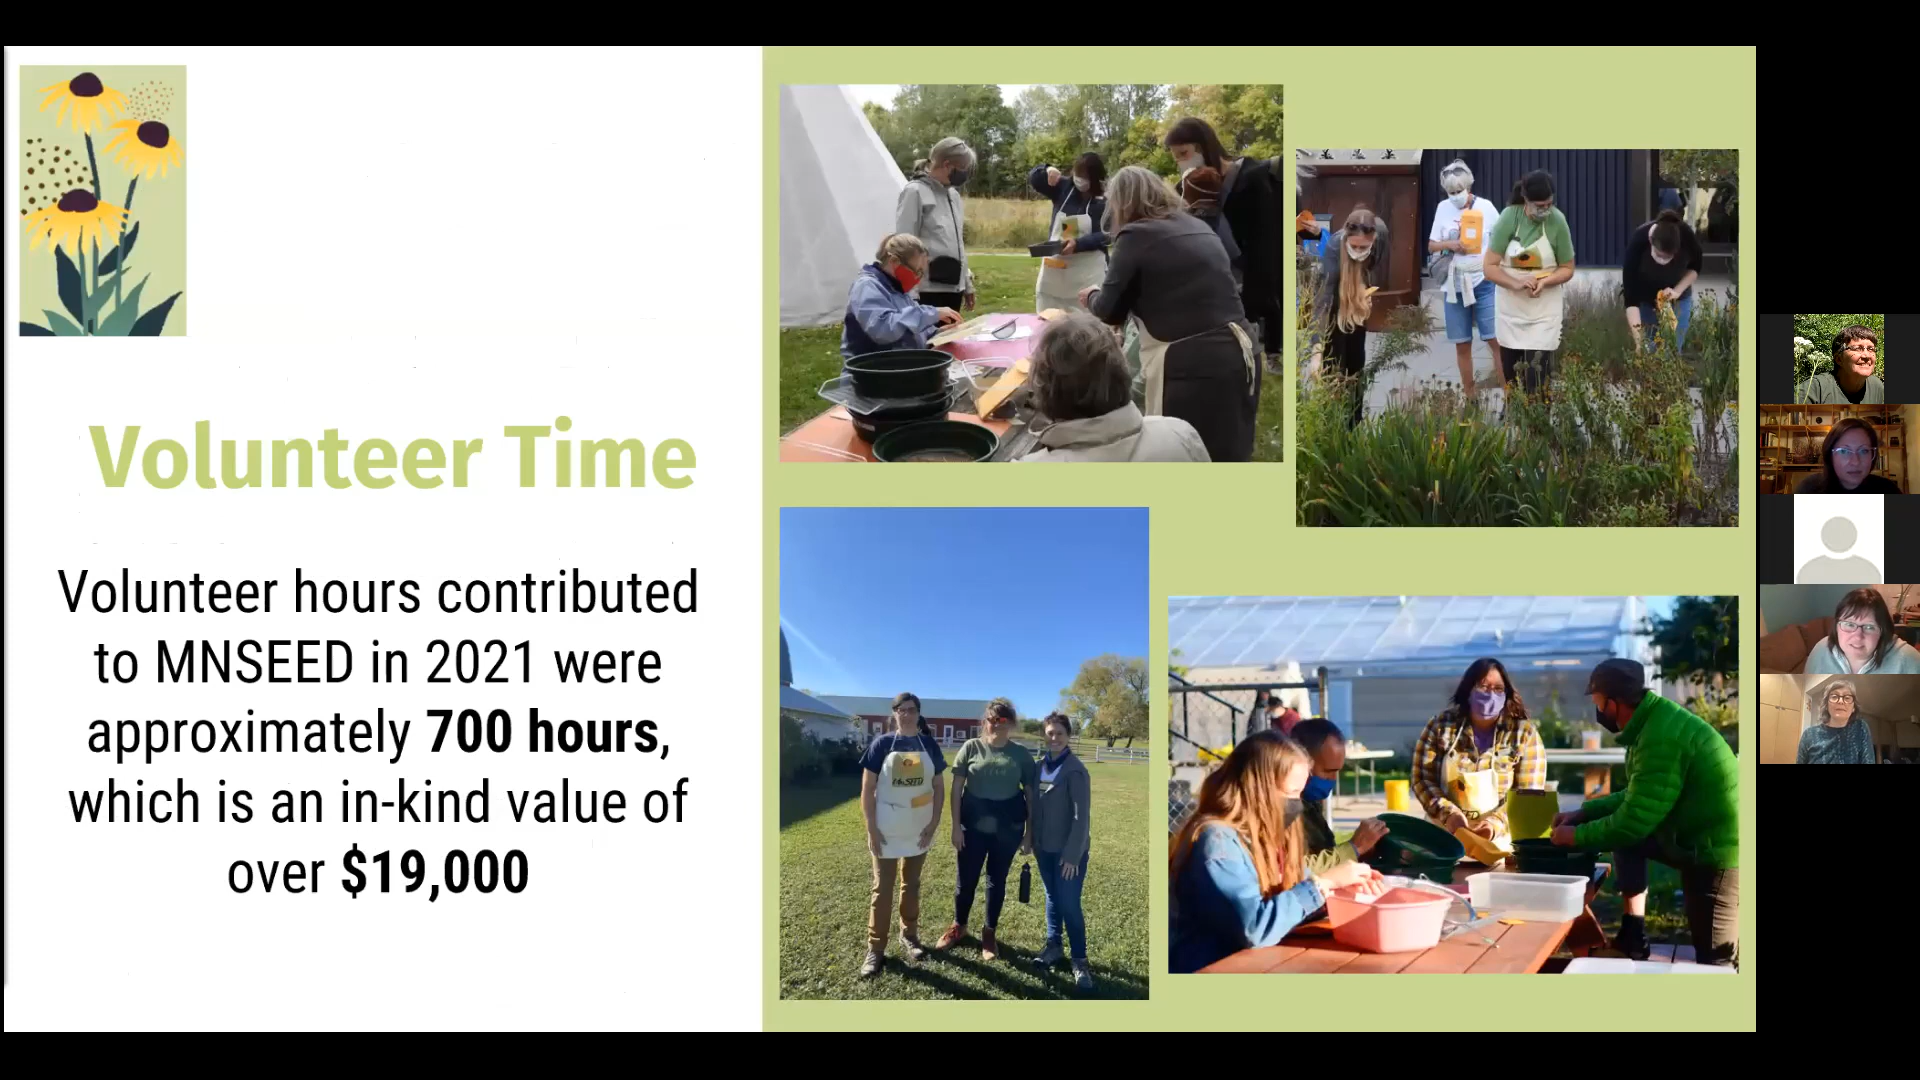 Volunteer Time
Volunteer hours contributed
to MNSEED in 2021 were
approximately 700 hours,
which is an in-kind value of
over $19,000
MNSEED